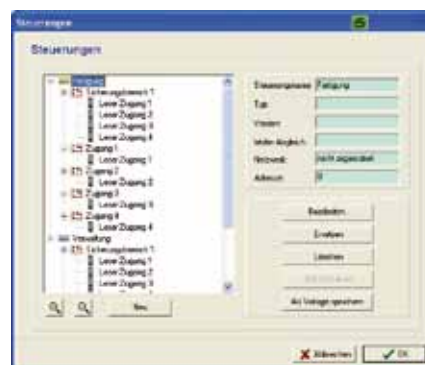 Steuerungen
Steuerungen
Fertigung
Sicherungsbereich 1
Leser Zugang 1
Leser Zugang 2
Leser Zugang 3
Leser Zugang 4
Zugang 1
Leser Zugang 1
Zugang 2
Leser Zugang 2
Zugang 3
Leser Zugang 3
Zugang 4
Leser Zugang 4
Verwaltung
Sicherungsbereich 1
Leser Zugang 1
Leser Zugang 2
Leser Zugang 3
Neu
Steuerungsname Fertigung
Typ
Version
letzter Abgleich
Netzwerk nicht angemeldet
Adresse 0
Bearbeiten
Ersetzen
Löschen
Als Vorlage speichern
Abbrechen
OK